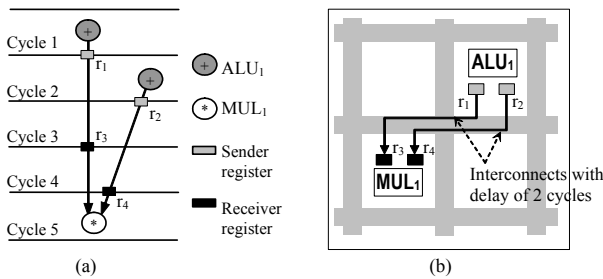 Cycle 1
+
r1
ALU1
Cycle 2
+
r2
MUL1
*
Cycle 3
r3
Sender
register
Cycle 4
r4
Receiver
register
Cycle 5
*
(a)
ALU1
r1
r2
r3
r4
MUL1
Interconnects with
delay of 2 cycles
(b)